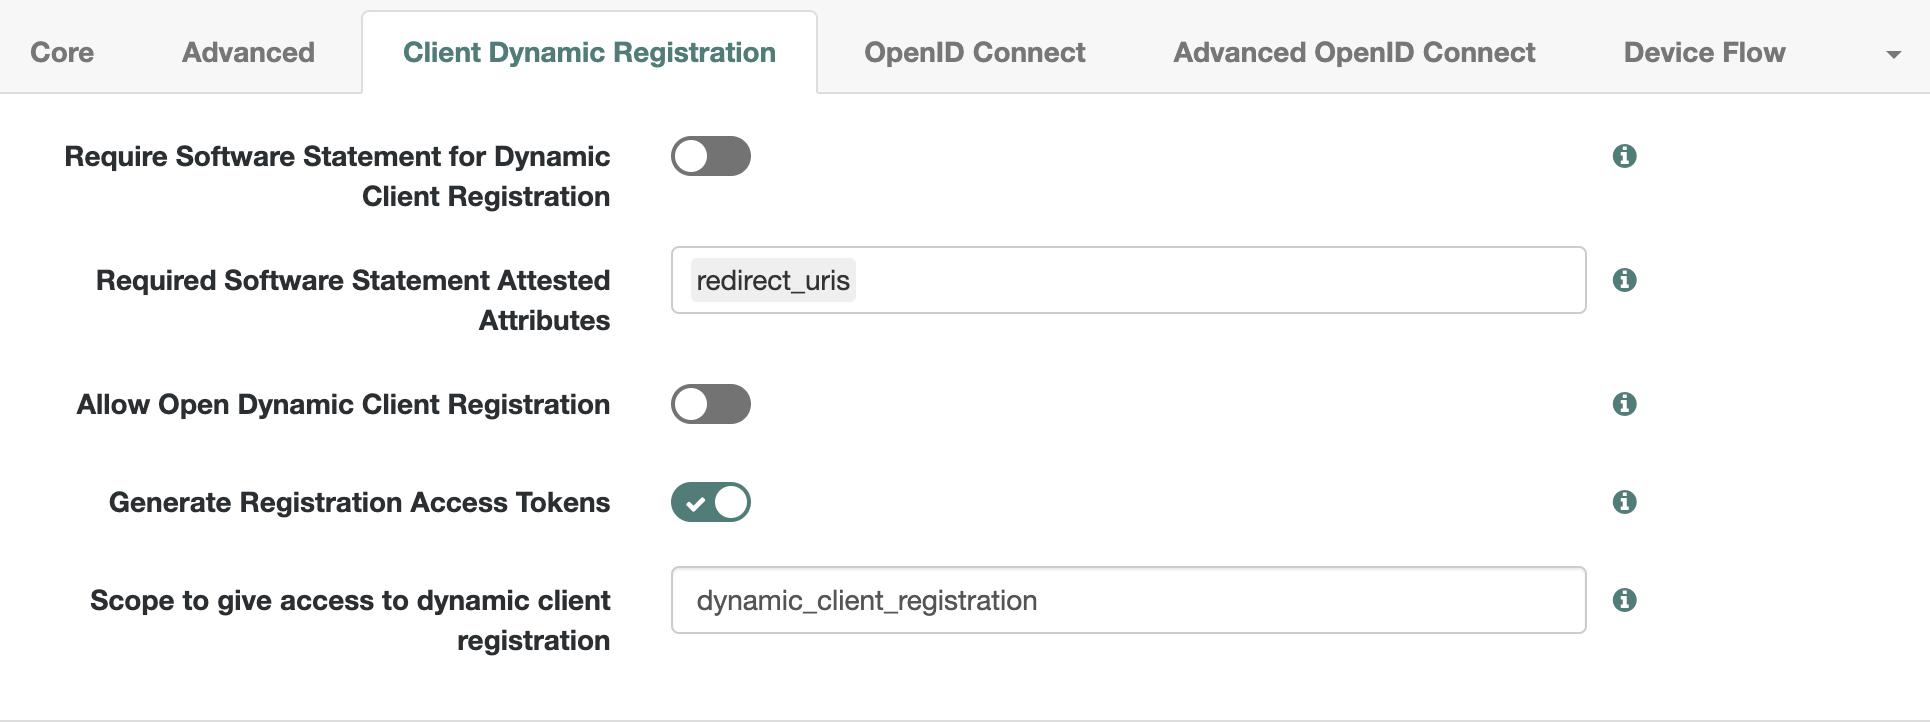 Core Advanced Client Dynamic Registration OpenID Connect Advanced OpenID Connect Device Flow
Require Software Statement for Dynamic
Client Registration
Required Software Statement Attested
Attributes
redirect_uris
Allow Open Dynamic Client Registration
Generate Registration Access Tokens
Scope to give access to dynamic client
registration
dynamic_client_registration